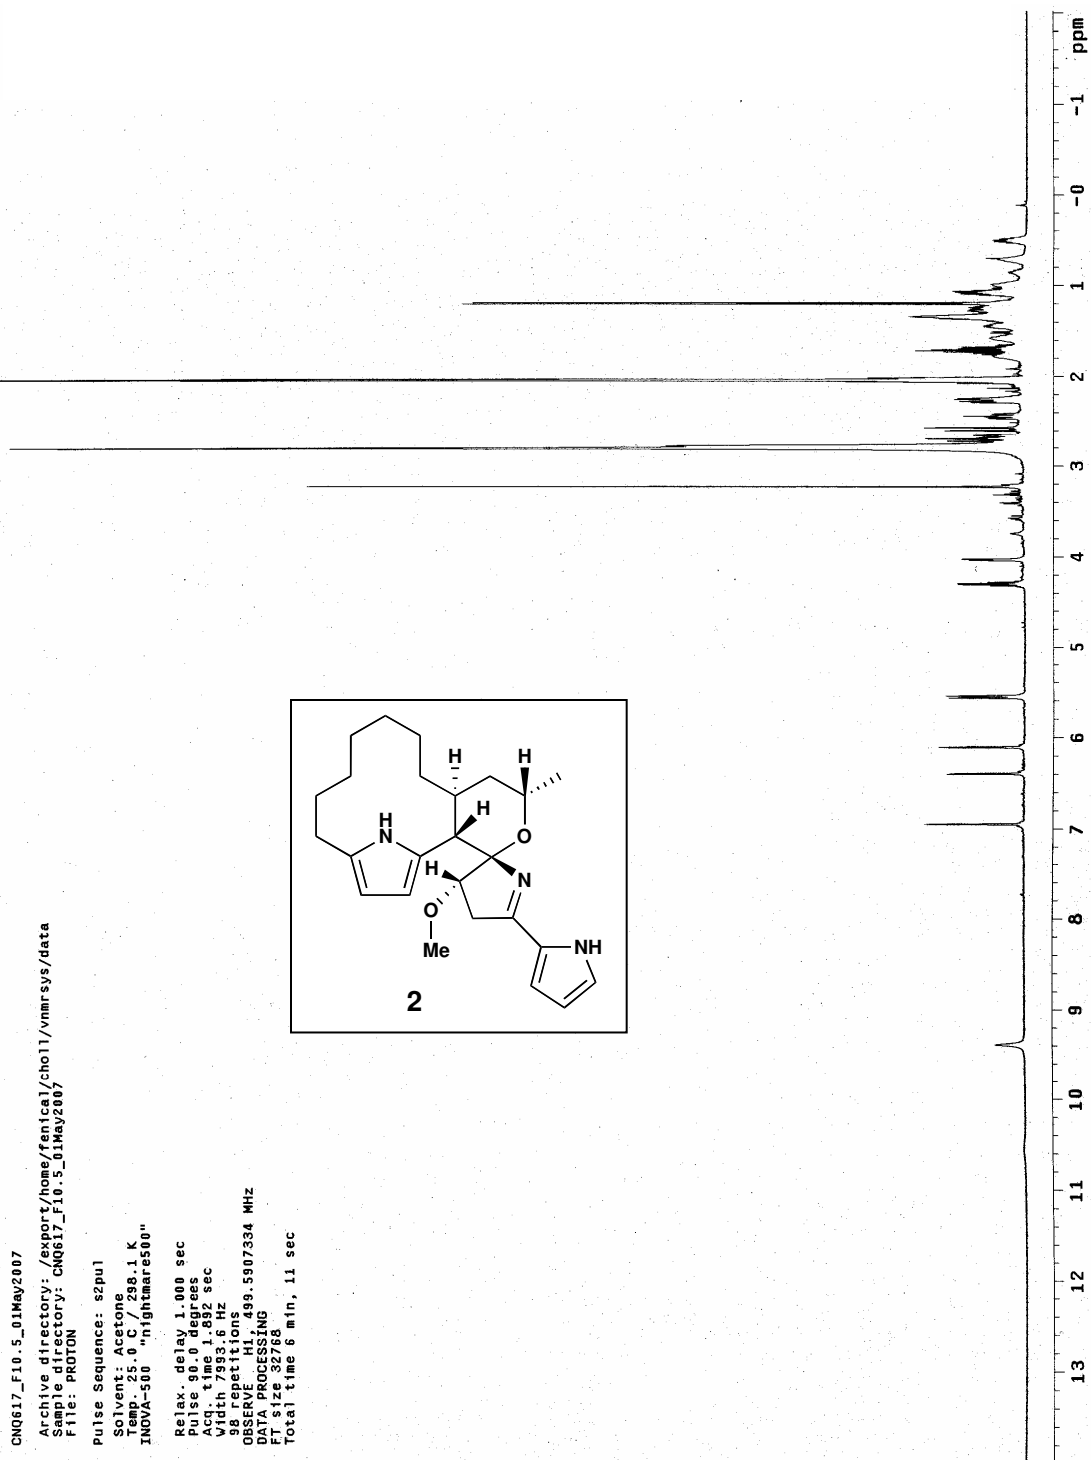 CNQ617_F10.5_01May2007
Archive directory: /export/home/fenical/choll/vnmrsys/data
Sample directory: CNQ617_F10.5_01May2007
File: PROTON
Pulse Sequence: s2pul
Solvent: Acetone
Temp. 25.0 C / 298.1 K
INOVA-500 "nightmare500"
Relax. delay 1.000 sec
Pulse 90.0 degrees
Acq. time 1.892 sec
Width 7993.6 Hz
98 repetitions
OBSERVE H1, 499.5907334 MHz
DATA PROCESSING
FT size 32768
Total time 6 min, 11 sec
H
H
H
H
N
O
H
N
O
Me
NH
2
13 12 11 10 9 8 7 6 5 4 3 2 1 -0 -1 ppm